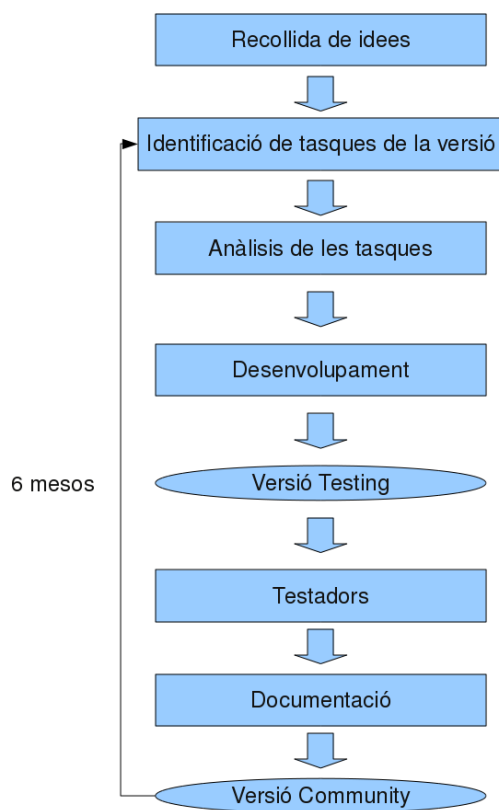 Recollida de idees
Identificació de tasques de la versió
Anàlisis de les tasques
Desenvolupament
6 mesos
Versió Testing
Testadors
Documentació
Versió Community